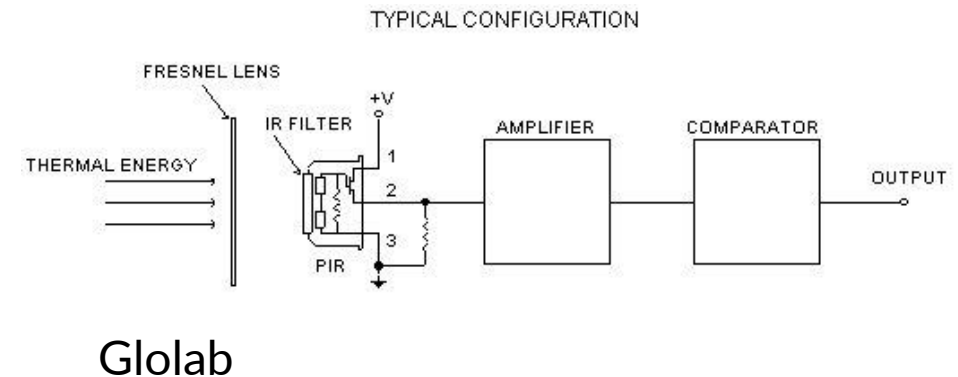 TYPICAL CONFIGURATION
FRESNEL LENS
+V
IR FILTER
AMPLIFIER
COMPARATOR
THERMAL ENERGY
1
2
OUTPUT
3
PIR
Glolab